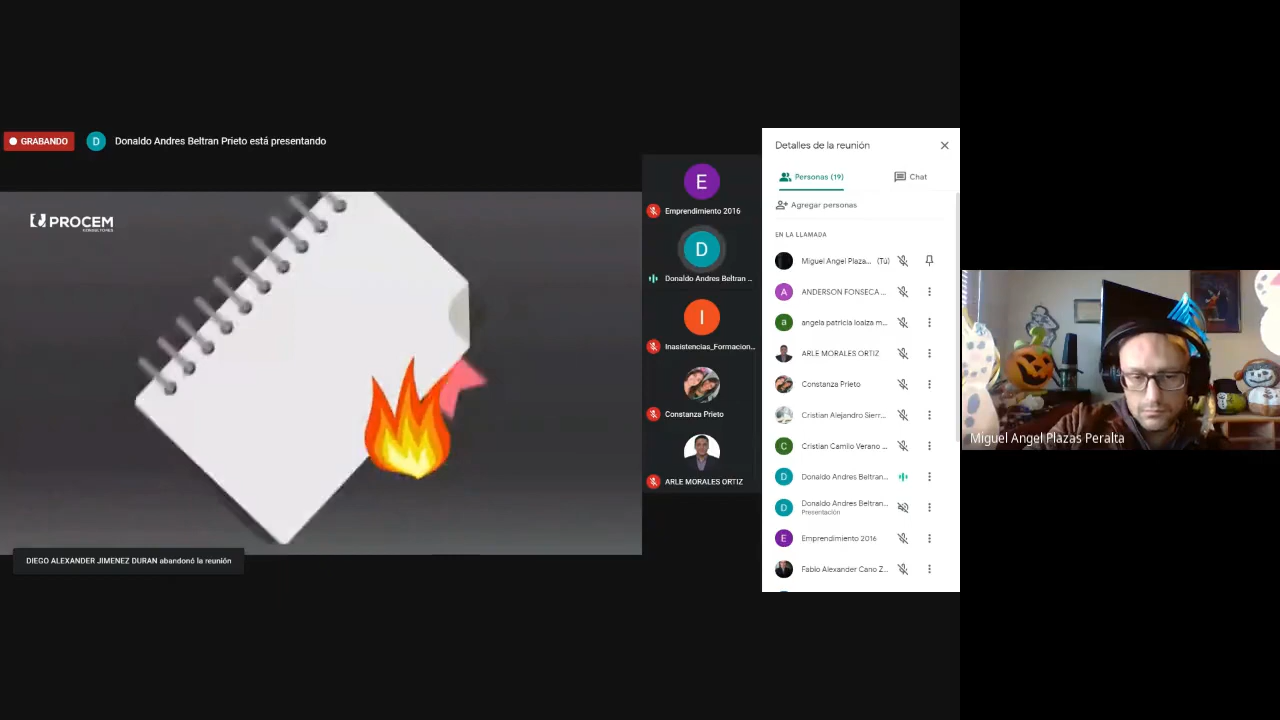 GRABANDO
D
Donaldo Andres Beltran Prieto está presentando
PROCEM
DIEGO ALEXANDER JIMENEZ DURAN abandonó la reunión
E
Emprendimiento 2016
D
Donaldo Andres Beltran ...
I
Inasistencias_Formacion...
Constanza Prieto
ARLE MORALES ORTIZ
Detalles de la reunión
Personas (19)
Chat
Agregar personas
EN LA LLAMADA
Miguel Angel Plaza... (Tú)
A ANDERSON FONSECA ...
a angela patricia loaiza m...
ARLE MORALES ORTIZ
Constanza Prieto
Cristian Alejandro Sierr...
C Cristian Camilo Verano ...
D Donaldo Andres Beltran...
D Donaldo Andres Beltran...
Presentación
E Emprendimiento 2016
Fabio Alexander Cano Z...
Miguel Angel Plazas Peralta